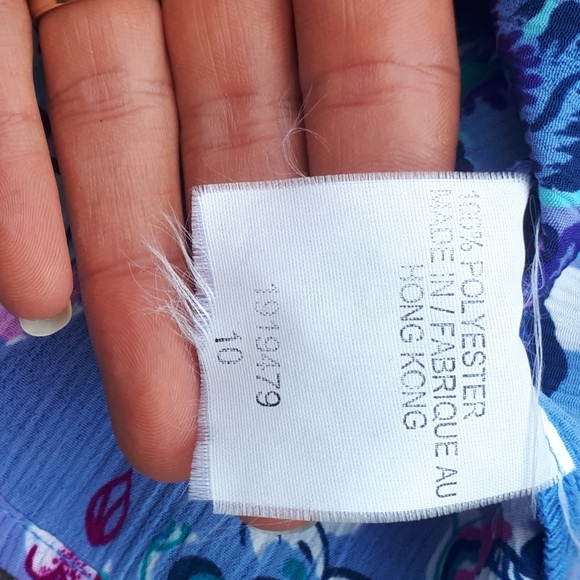 100% POLYESTER
MADE IN / FABRIQUE AU
HONG KONG
1919479
10